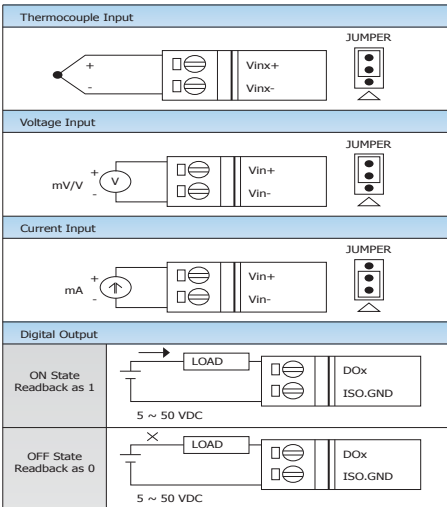 Thermocouple Input
JUMPER
+
Vinx+
-
Vinx-
Voltage Input
JUMPER
+
Vin+
mV/V
V
-
Vin-
Current Input
JUMPER
+
Vin+
mA
-
Vin-
Digital Output
ON State
Readback as 1
LOAD
DOx
ISO.GND
5 ~ 50 VDC
OFF State
Readback as 0
LOAD
DOx
ISO.GND
5 ~ 50 VDC